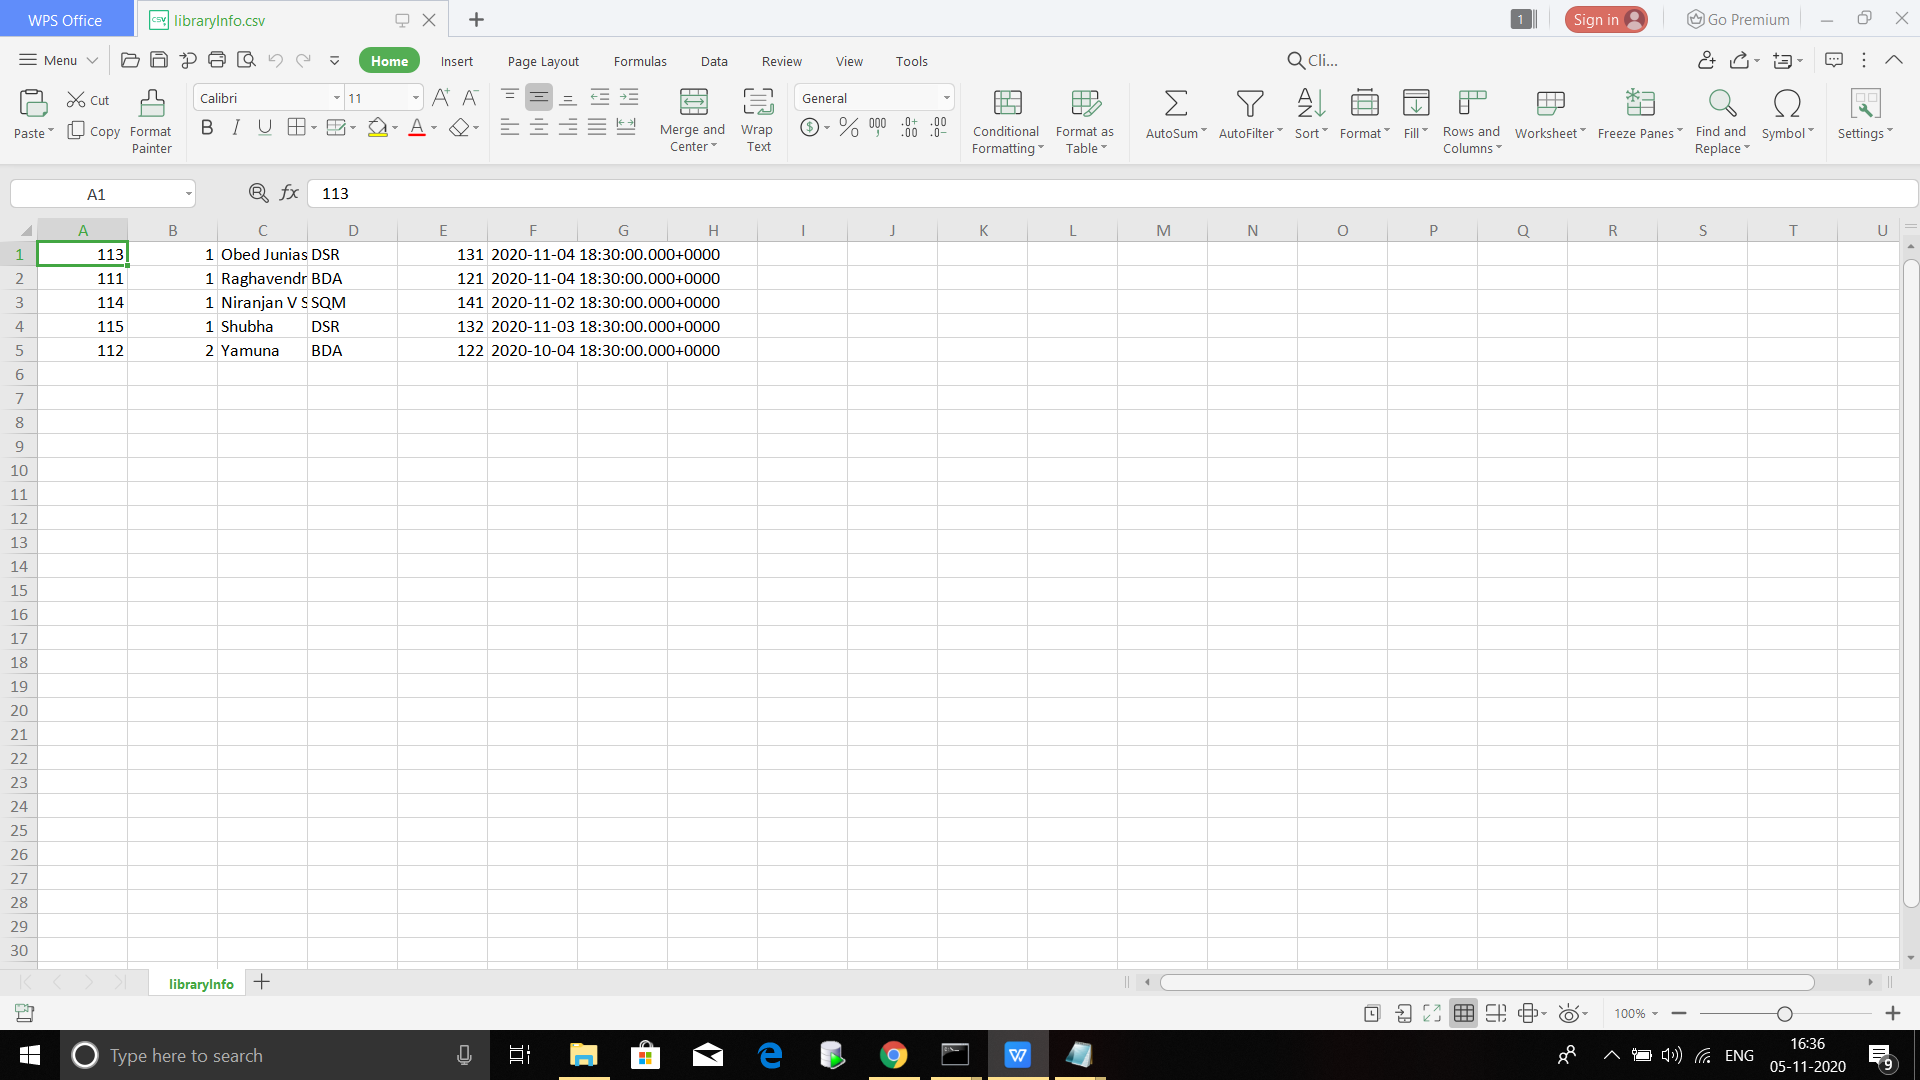 WPS Office libraryInfo.csv 1 Sign in Go Premium
Menu Home Insert Page Layout Formulas Data Review View Tools Cli...
Paste Cut Copy Format Painter Calibri 11 Merge and Center Wrap Text General Conditional Formatting Format as Table AutoSum AutoFilter Sort Format Fill Rows and Columns Worksheet Freeze Panes Find and Replace Symbol Settings
A1 fx 113
A B C D E F G H I J K L M N O P Q R S T U
1 113 1 Obed Junias DSR 131 2020-11-04 18:30:00.000+0000
2 111 1 Raghavendr BDA 121 2020-11-04 18:30:00.000+0000
3 114 1 Niranjan V S SQM 141 2020-11-02 18:30:00.000+0000
4 115 1 Shubha DSR 132 2020-11-03 18:30:00.000+0000
5 112 2 Yamuna BDA 122 2020-10-04 18:30:00.000+0000
6
7
8
9
10
11
12
13
14
15
16
17
18
19
20
21
22
23
24
25
26
27
28
29
30
libraryInfo
100%
Type here to search ENG 16:36
05-11-2020 9